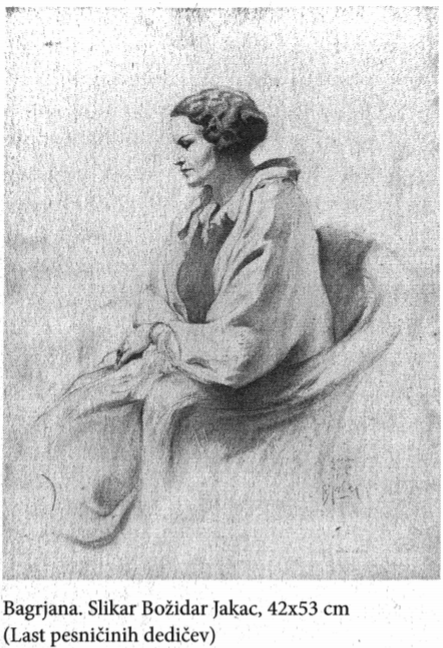 Bagrjana. Slikar Božidar Jakac, 42x53 cm
(Last pesničinih dedičev)